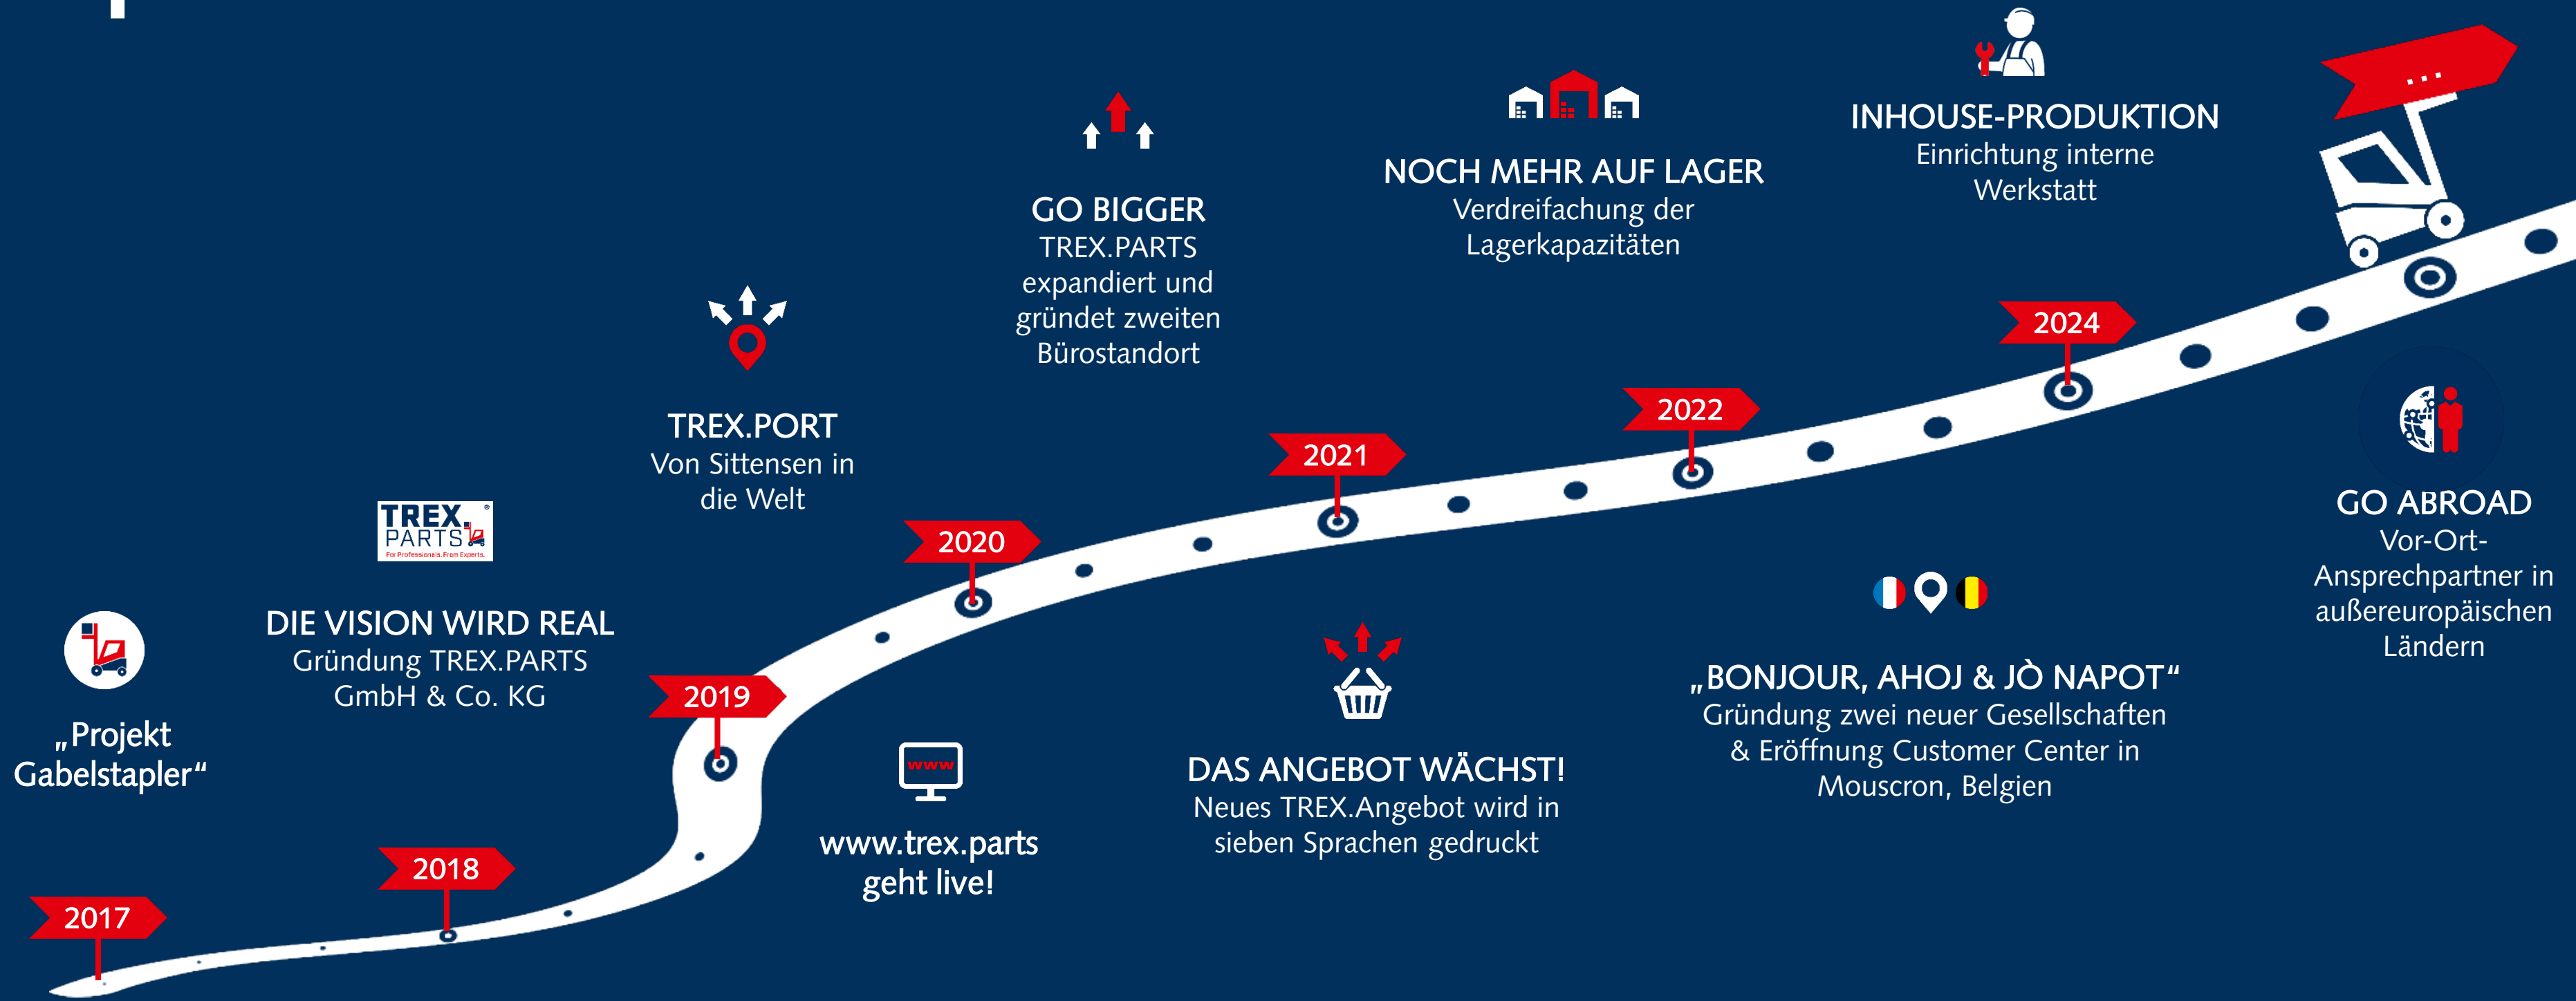 2017
„Projekt
Gabelstapler“
2018
TREX
PARTS
®
For Professionals. From Experts.
DIE VISION WIRD REAL
Gründung TREX.PARTS
GmbH & Co. KG
2019
TREX.PORT
Von Sittensen in
die Welt
www
www.trex.parts
geht live!
2020
GO BIGGER
TREX.PARTS
expandiert und
gründet zweiten
Bürostandort
2021
DAS ANGEBOT WÄCHST!
Neues TREX.Angebot wird in
sieben Sprachen gedruckt
2022
NOCH MEHR AUF LAGER
Verdreifachung der
Lagerkapazitäten
„BONJOUR, AHOJ & JÒ NAPOT“
Gründung zwei neuer Gesellschaften
& Eröffnung Customer Center in
Mouscron, Belgien
2024
INHOUSE-PRODUKTION
Einrichtung interne
Werkstatt
...
GO ABROAD
Vor-Ort-
Ansprechpartner in
außereuropäischen
Ländern